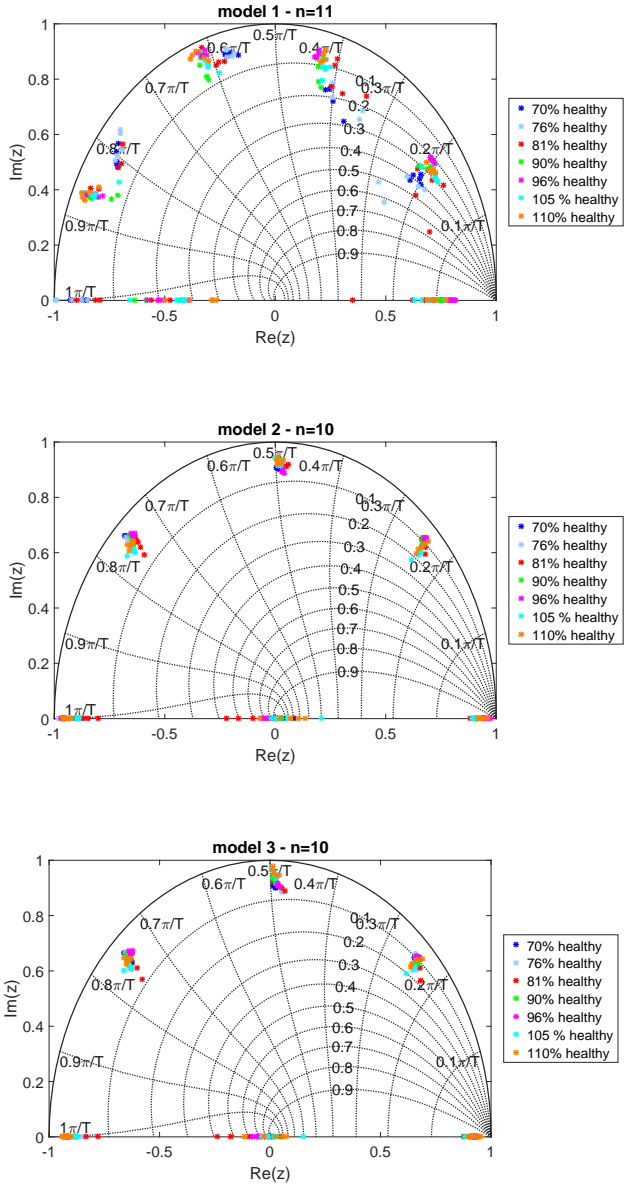 model 1 - n=11
1
0.8
0.6
0.4
0.2
0
Im(z)
0.5π/T
0.6π/T
0.4π/T
0.7π/T
0.3π/T
0.8π/T
0.2π/T
0.9π/T
0.1π/T
1π/T
0.1
0.2
0.3
0.4
0.5
0.6
0.7
0.8
0.9
-1
-0.5
0
0.5
1
Re(z)
70% healthy
76% healthy
81% healthy
90% healthy
96% healthy
105 % healthy
110% healthy
model 2 - n=10
1
0.8
0.6
0.4
0.2
0
Im(z)
0.5π/T
0.6π/T
0.4π/T
0.7π/T
0.3π/T
0.8π/T
0.2π/T
0.9π/T
0.1π/T
1π/T
0.1
0.2
0.3
0.4
0.5
0.6
0.7
0.8
0.9
-1
-0.5
0
0.5
1
Re(z)
70% healthy
76% healthy
81% healthy
90% healthy
96% healthy
105 % healthy
110% healthy
model 3 - n=10
1
0.8
0.6
0.4
0.2
0
Im(z)
0.5π/T
0.6π/T
0.4π/T
0.7π/T
0.3π/T
0.8π/T
0.2π/T
0.9π/T
0.1π/T
1π/T
0.1
0.2
0.3
0.4
0.5
0.6
0.7
0.8
0.9
-1
-0.5
0
0.5
1
Re(z)
70% healthy
76% healthy
81% healthy
90% healthy
96% healthy
105 % healthy
110% healthy